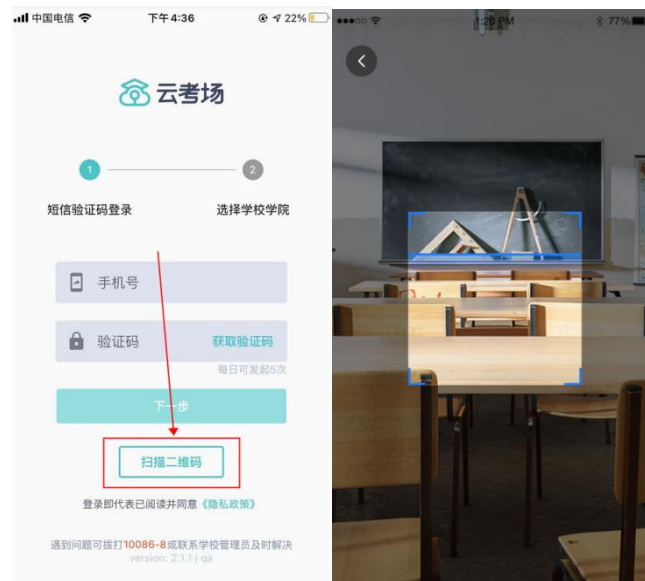 中国电信 下午4:36 22%
云考场
1 2
短信验证码登录 选择学校学院
手机号
验证码 获取验证码
每日可发起5次
下一步
扫描二维码
登录即代表已阅读并同意《隐私政策》
遇到问题可拨打10086-8或联系学校管理员及时解决
version: 2.1.1 | qa
1:20 PM 77%